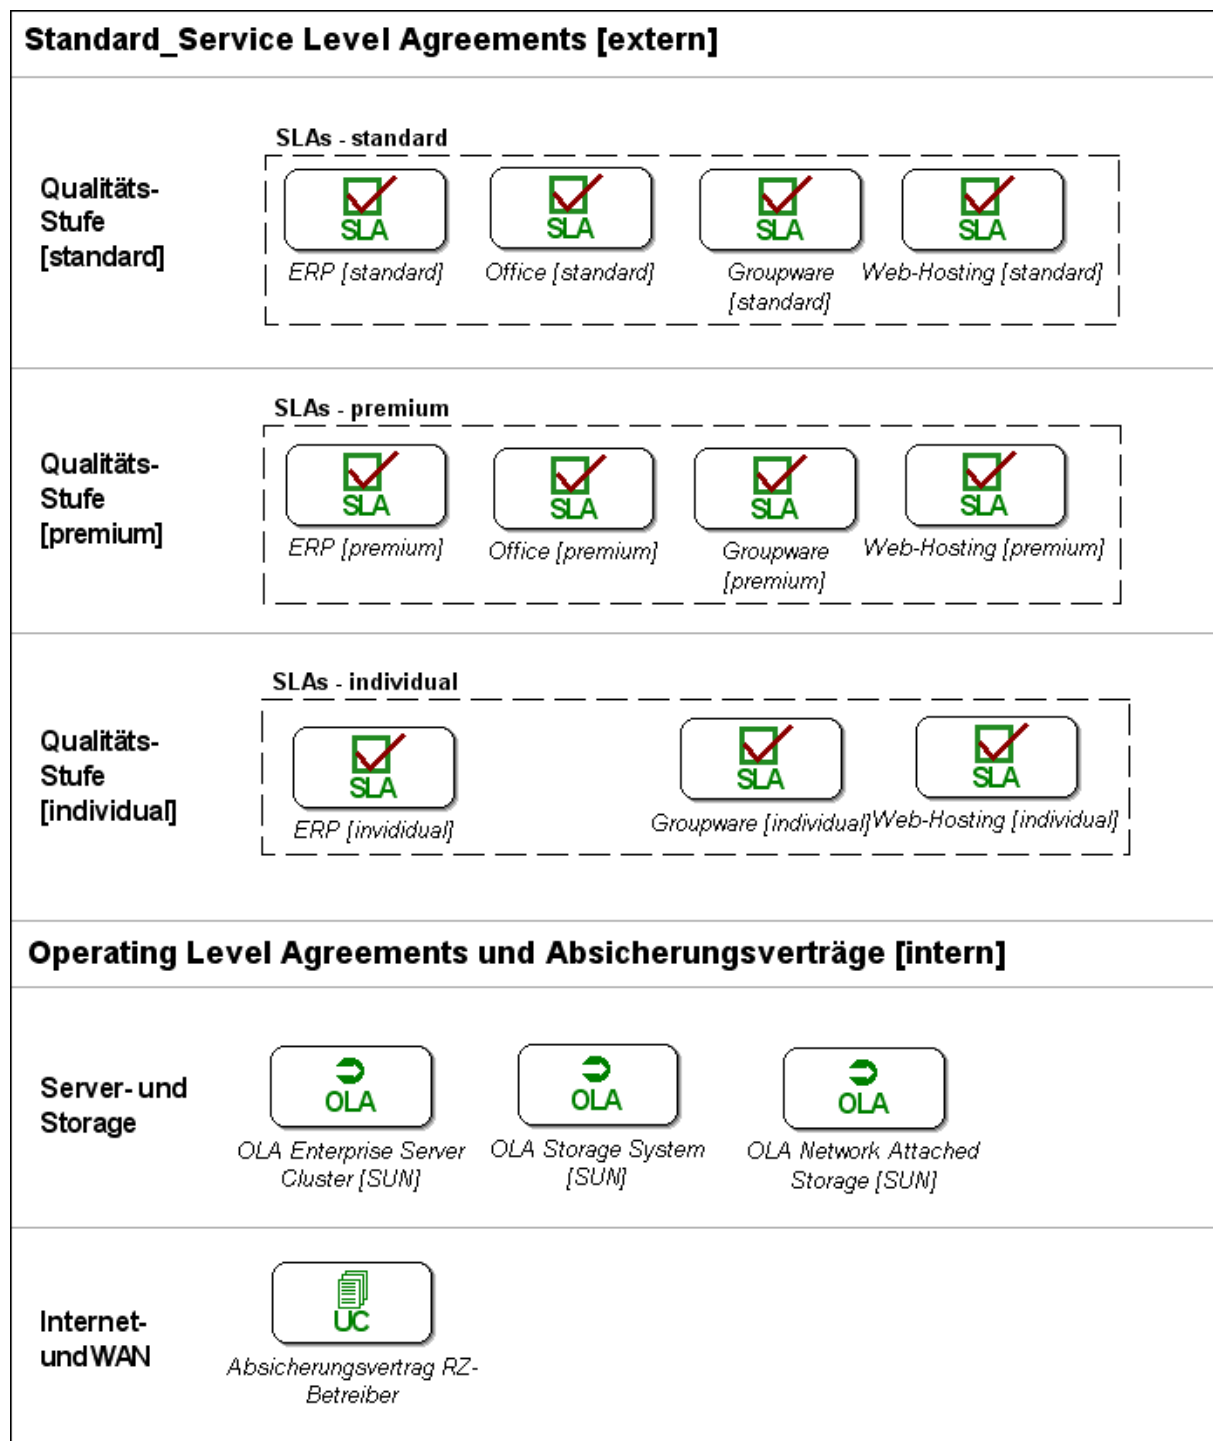 Standard_Service Level Agreements [extern]
SLAs - standard
Qualitäts-
Stufe
[standard]
SLA
SLA
SLA
SLA
ERP [standard]
Office [standard]
Groupware
[standard]
Web-Hosting [standard]
SLAs - premium
Qualitäts-
Stufe
[premium]
SLA
SLA
SLA
SLA
ERP [premium]
Office [premium]
Groupware
[premium]
Web-Hosting [premium]
SLAs - individual
Qualitäts-
Stufe
[individual]
SLA
SLA
SLA
ERP [invididual]
Groupware [individual]
Web-Hosting [individual]
Operating Level Agreements und Absicherungsverträge [intern]
Server- und
Storage
OLA
OLA
OLA
OLA Enterprise Server
Cluster [SUN]
OLA Storage System
[SUN]
OLA Network Attached
Storage [SUN]
Internet-
und WAN
UC
Absicherungsvertrag RZ-
Betreiber